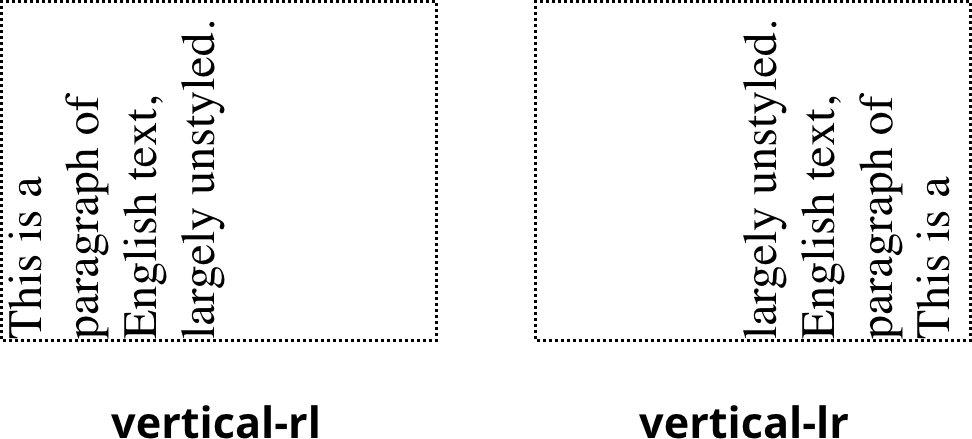 This is a
paragraph of
English text,
largely unstyled.
vertical-rl
This is a
paragraph of
English text,
largely unstyled.
vertical-lr